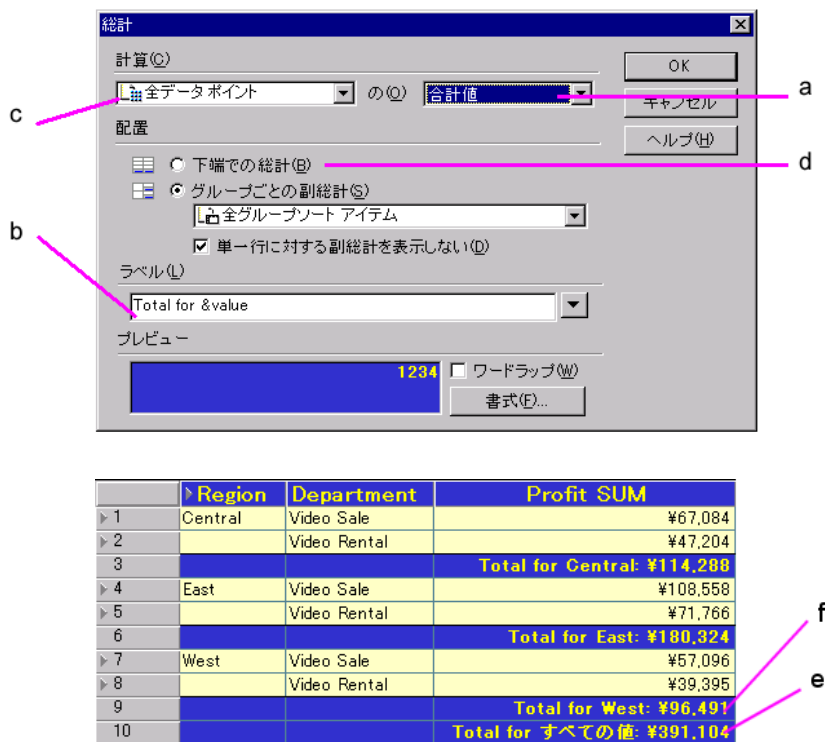 総計
計算(C)
全データ ポイント の(O) 合計値
OK
キャンセル
ヘルプ(H)
a
c
配置
下端での総計(B)
d
グループごとの副総計(S)
全グループソート アイテム
b
単一行に対する副総計を表示しない(D)
ラベル(L)
Total for &value
プレビュー
1234
ワードラップ(W)
書式(F)...
Region Department Profit SUM
1 Central Video Sale ¥67,084
2 Video Rental ¥47,204
3 Total for Central: ¥114,288
4 East Video Sale ¥108,558
5 Video Rental ¥71,766
f
6 Total for East: ¥180,324
7 West Video Sale ¥57,096
e
8 Video Rental ¥39,395
9 Total for West: ¥96,491
10 Total for すべての値: ¥391,104